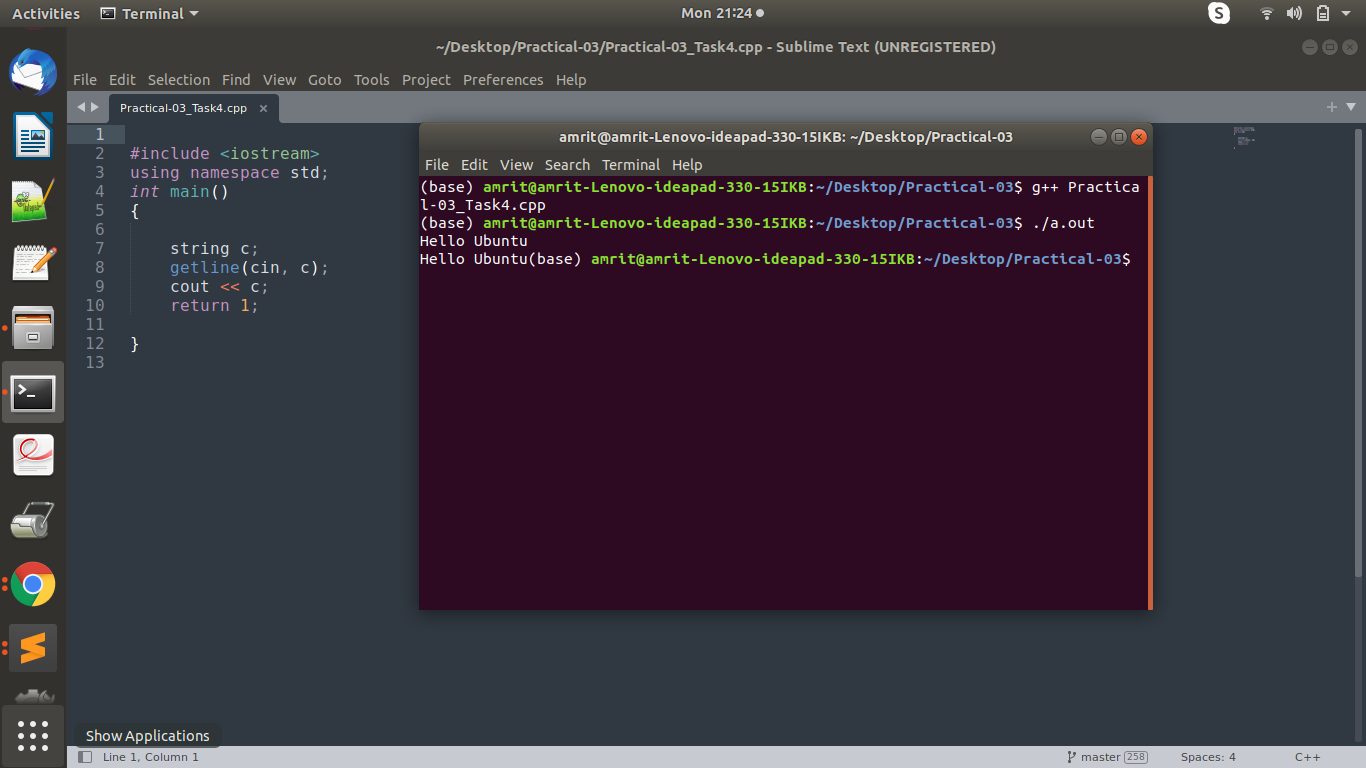 Activities Terminal Mon 21:24
~/Desktop/Practical-03/Practical-03_Task4.cpp - Sublime Text (UNREGISTERED)
File Edit Selection Find View Goto Tools Project Preferences Help
Practical-03_Task4.cpp
1
2 #include <iostream>
3 using namespace std;
4 int main()
5 {
6
7 string c;
8 getline(cin, c);
9 cout << c;
10 return 1;
11
12 }
13
amrit@amrit-Lenovo-ideapad-330-15IKB: ~/Desktop/Practical-03
File Edit View Search Terminal Help
(base) amrit@amrit-Lenovo-ideapad-330-15IKB:~/Desktop/Practical-03$ g++ Practica
l-03_Task4.cpp
(base) amrit@amrit-Lenovo-ideapad-330-15IKB:~/Desktop/Practical-03$ ./a.out
Hello Ubuntu
Hello Ubuntu(base) amrit@amrit-Lenovo-ideapad-330-15IKB:~/Desktop/Practical-03$
Show Applications
Line 1, Column 1 master 258 Spaces: 4 C++